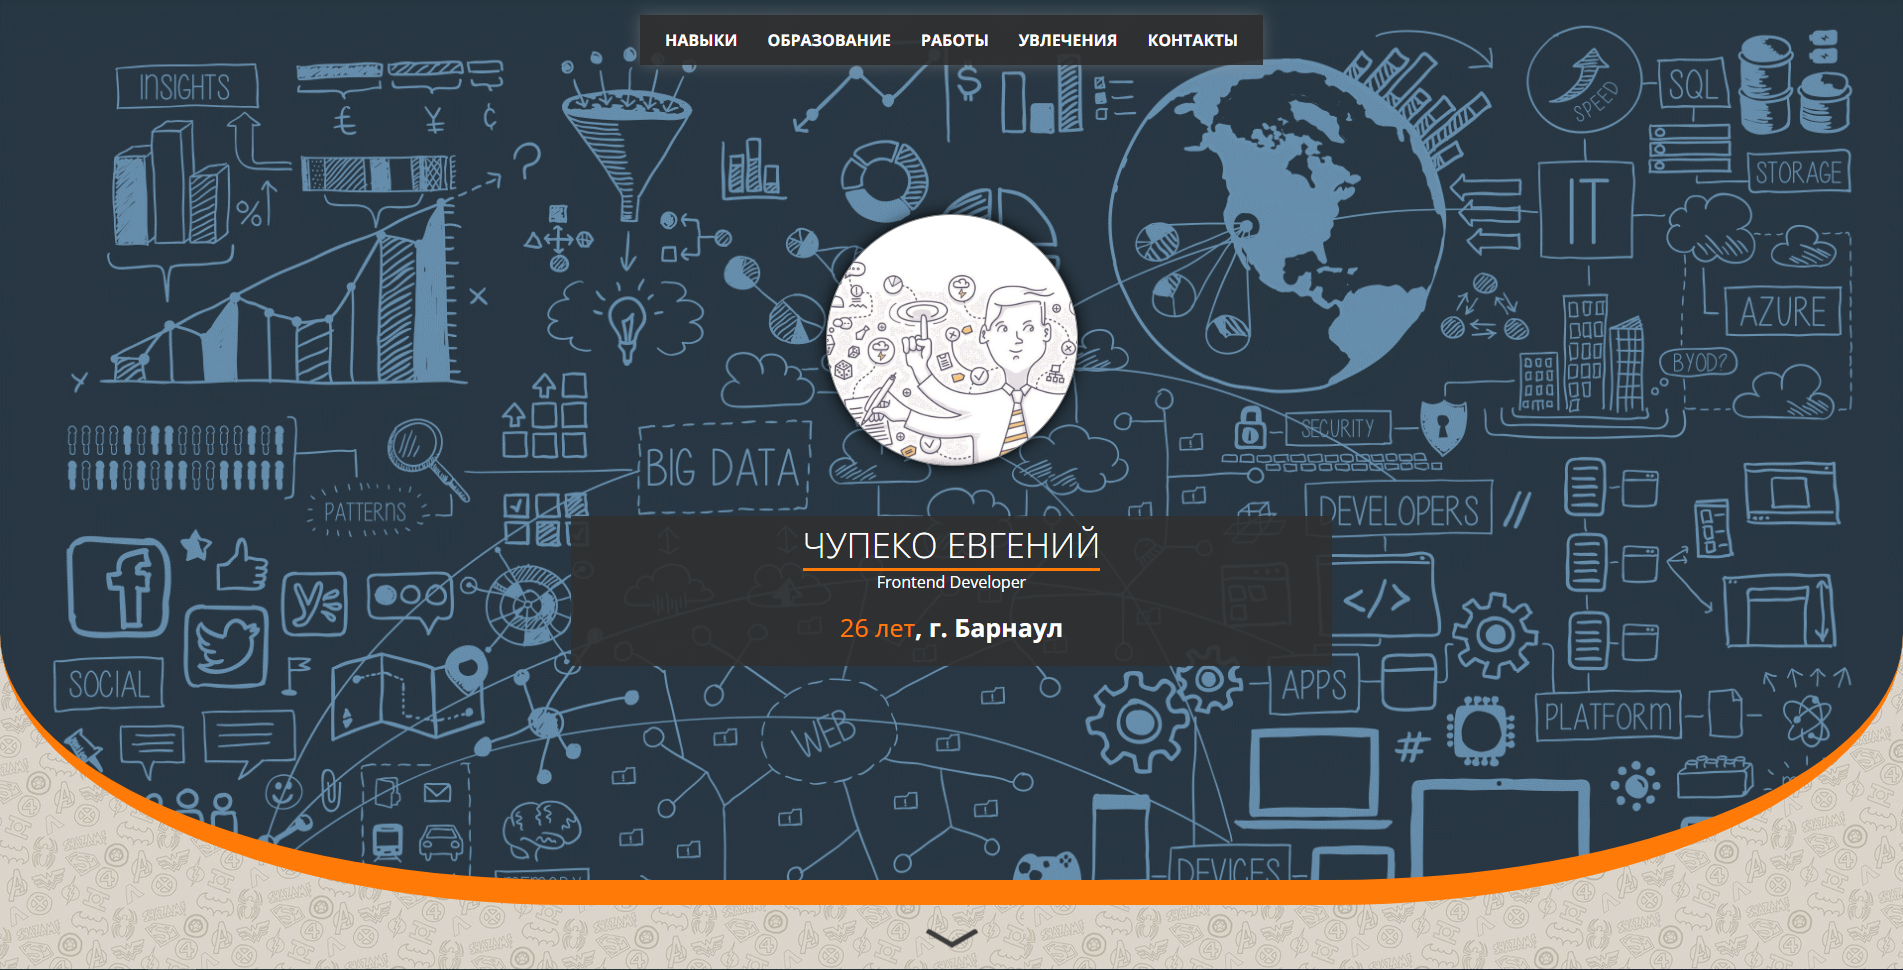 НАВЫКИ ОБРАЗОВАНИЕ РАБОТЫ УВЛЕЧЕНИЯ КОНТАКТЫ
INSIGHTS
SPEED
SQL
STORAGE
IT
AZURE
BYOD?
SECURITY
BIG DATA
PATTERNS
DEVELOPERS
ЧУПЕКО ЕВГЕНИЙ
Frontend Developer
26 лет, г. Барнаул
SOCIAL
APPS
PLATFORM
WEB
DEVICES
MEMORY